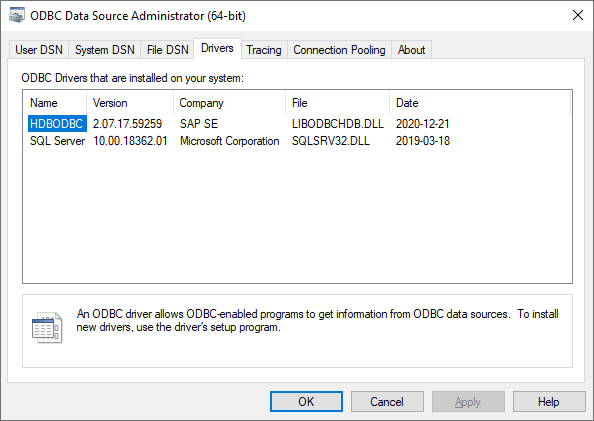 ODBC Data Source Administrator (64-bit)
User DSN System DSN File DSN Drivers Tracing Connection Pooling About
ODBC Drivers that are installed on your system:
Name Version Company File Date
HDBODBC 2.07.17.59259 SAP SE LIBODBCHDB.DLL 2020-12-21
SQL Server 10.00.18362.01 Microsoft Corporation SQLSRV32.DLL 2019-03-18
An ODBC driver allows ODBC-enabled programs to get information from ODBC data sources. To install
new drivers, use the driver's setup program.
OK Cancel Apply Help